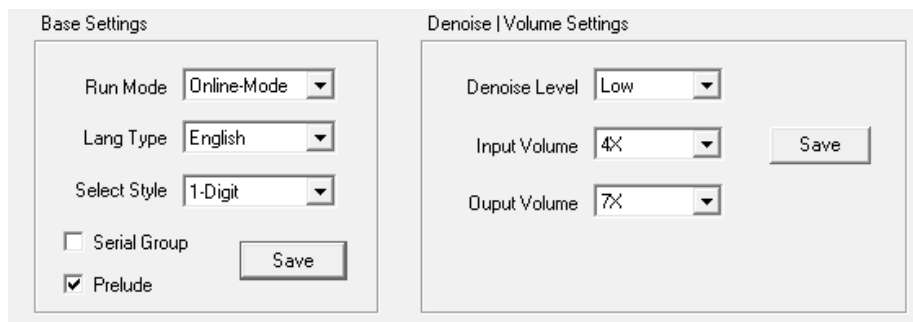 Base Settings
Run Mode Online-Mode
Lang Type English
Select Style 1-Digit
Serial Group
Save
Prelude
Denoise | Volume Settings
Denoise Level Low
Input Volume 4X
Save
Ouput Volume 7X